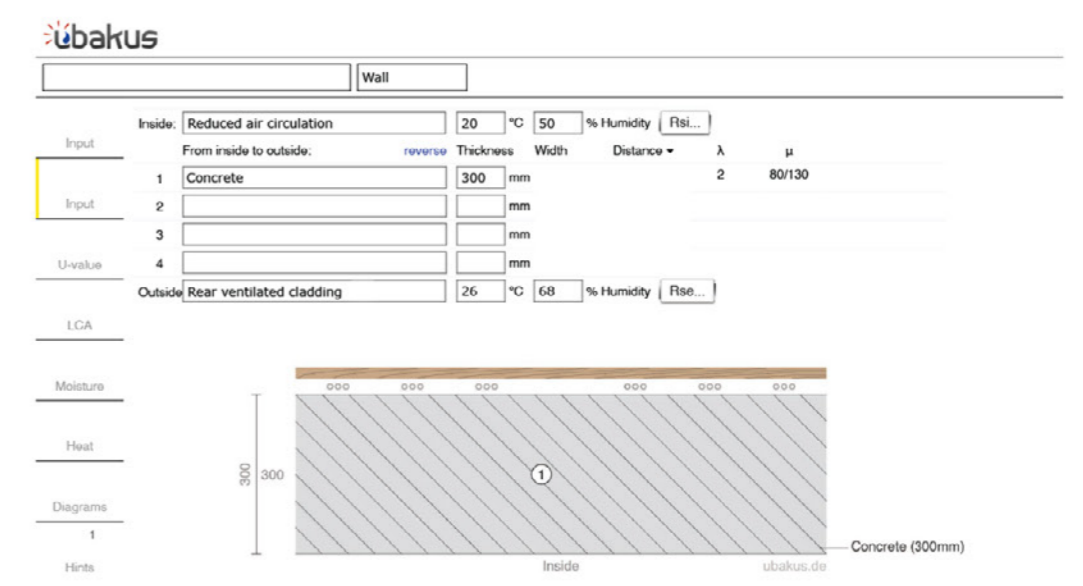 ubakus
Wall
Inside: Reduced air circulation 20 °C 50 % Humidity Rsi...
Input
From inside to outside: reverse Thickness Width Distance ▾ λ μ
1 Concrete 300 mm 2 80/130
Input
2 mm
3 mm
U-value
4 mm
Outside Rear ventilated cladding 26 °C 68 % Humidity Rse...
LCA
Moisture
Heat
300
300
1
Diagrams
1
Concrete (300mm)
Hints
Inside
ubakus.de